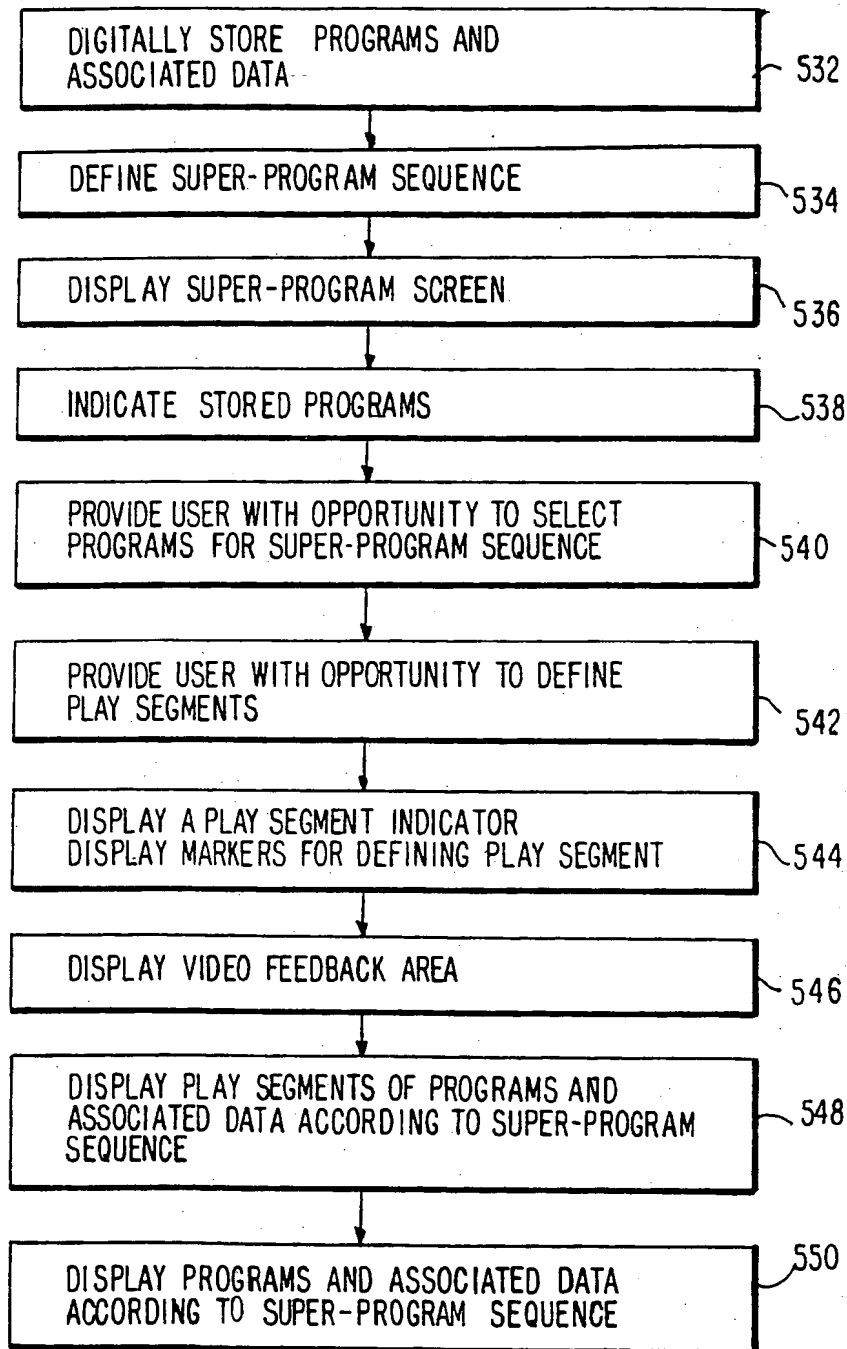 DIGITALLY STORE PROGRAMS AND
ASSOCIATED DATA
532
DEFINE SUPER-PROGRAM SEQUENCE
534
DISPLAY SUPER-PROGRAM SCREEN
536
INDICATE STORED PROGRAMS
538
PROVIDE USER WITH OPPORTUNITY TO SELECT
PROGRAMS FOR SUPER-PROGRAM SEQUENCE
540
PROVIDE USER WITH OPPORTUNITY TO DEFINE
PLAY SEGMENTS
542
DISPLAY A PLAY SEGMENT INDICATOR
DISPLAY MARKERS FOR DEFINING PLAY SEGMENT
544
DISPLAY VIDEO FEEDBACK AREA
546
DISPLAY PLAY SEGMENTS OF PROGRAMS AND
ASSOCIATED DATA ACCORDING TO SUPER-PROGRAM
SEQUENCE
548
DISPLAY PROGRAMS AND ASSOCIATED DATA
ACCORDING TO SUPER-PROGRAM SEQUENCE
550